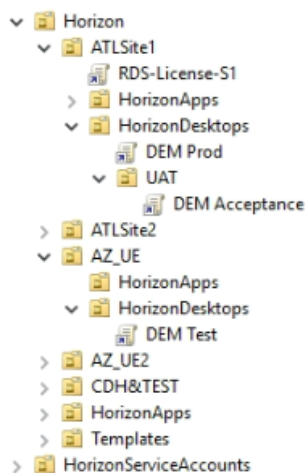 Horizon
ATLSite1
RDS-License-S1
HorizonApps
HorizonDesktops
DEM Prod
UAT
DEM Acceptance
ATLSite2
AZ_UE
HorizonApps
HorizonDesktops
DEM Test
AZ_UE2
CDH&TEST
HorizonApps
Templates
HorizonServiceAccounts